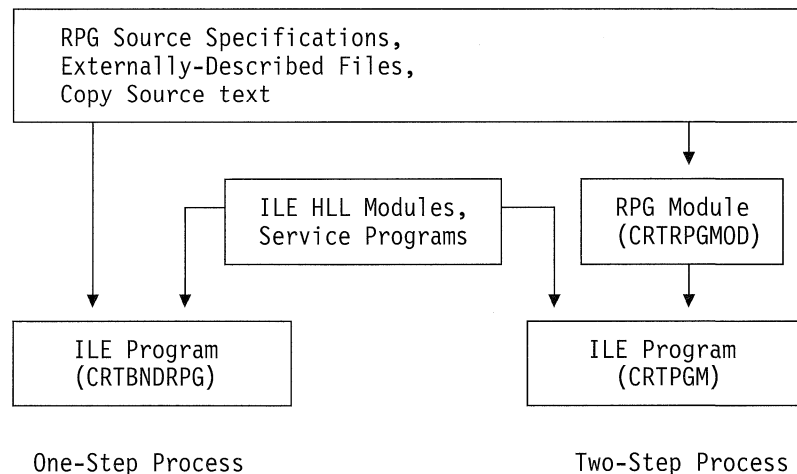 RPG Source Specifications,
Externally-Described Files,
Copy Source text
ILE HLL Modules,
Service Programs
RPG Module
(CRTRPGMOD)
ILE Program
(CRTBNDRPG)
ILE Program
(CRTPGM)
One-Step Process
Two-Step Process